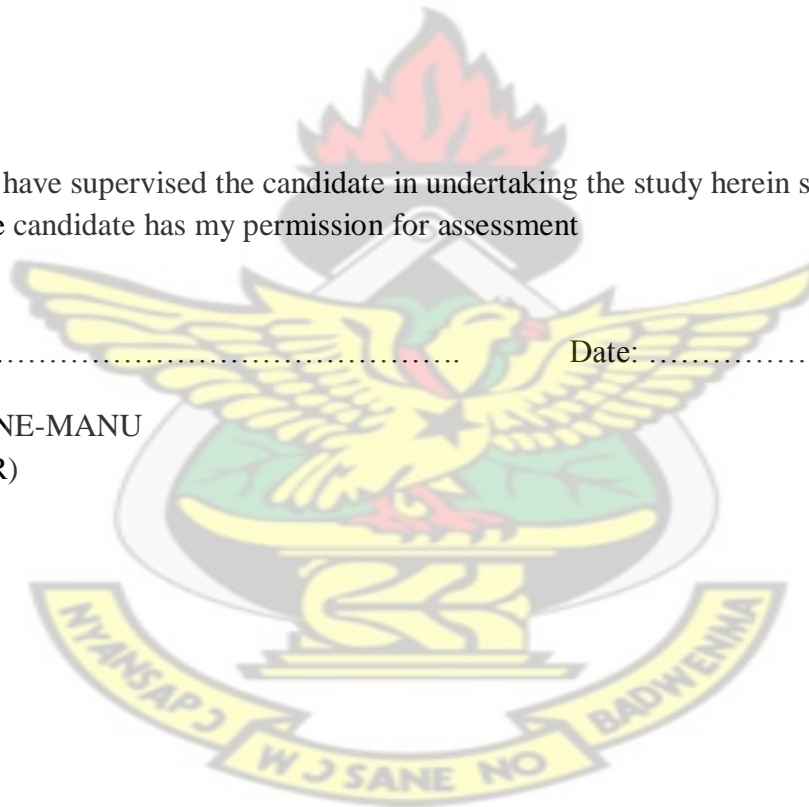 have supervised the candidate in undertaking the study herein s
e candidate has my permission for assessment
………………………………………. Date: ……………
NE-MANU
R)
NYANSAPƆ WƆ SANE NO BADWENMA